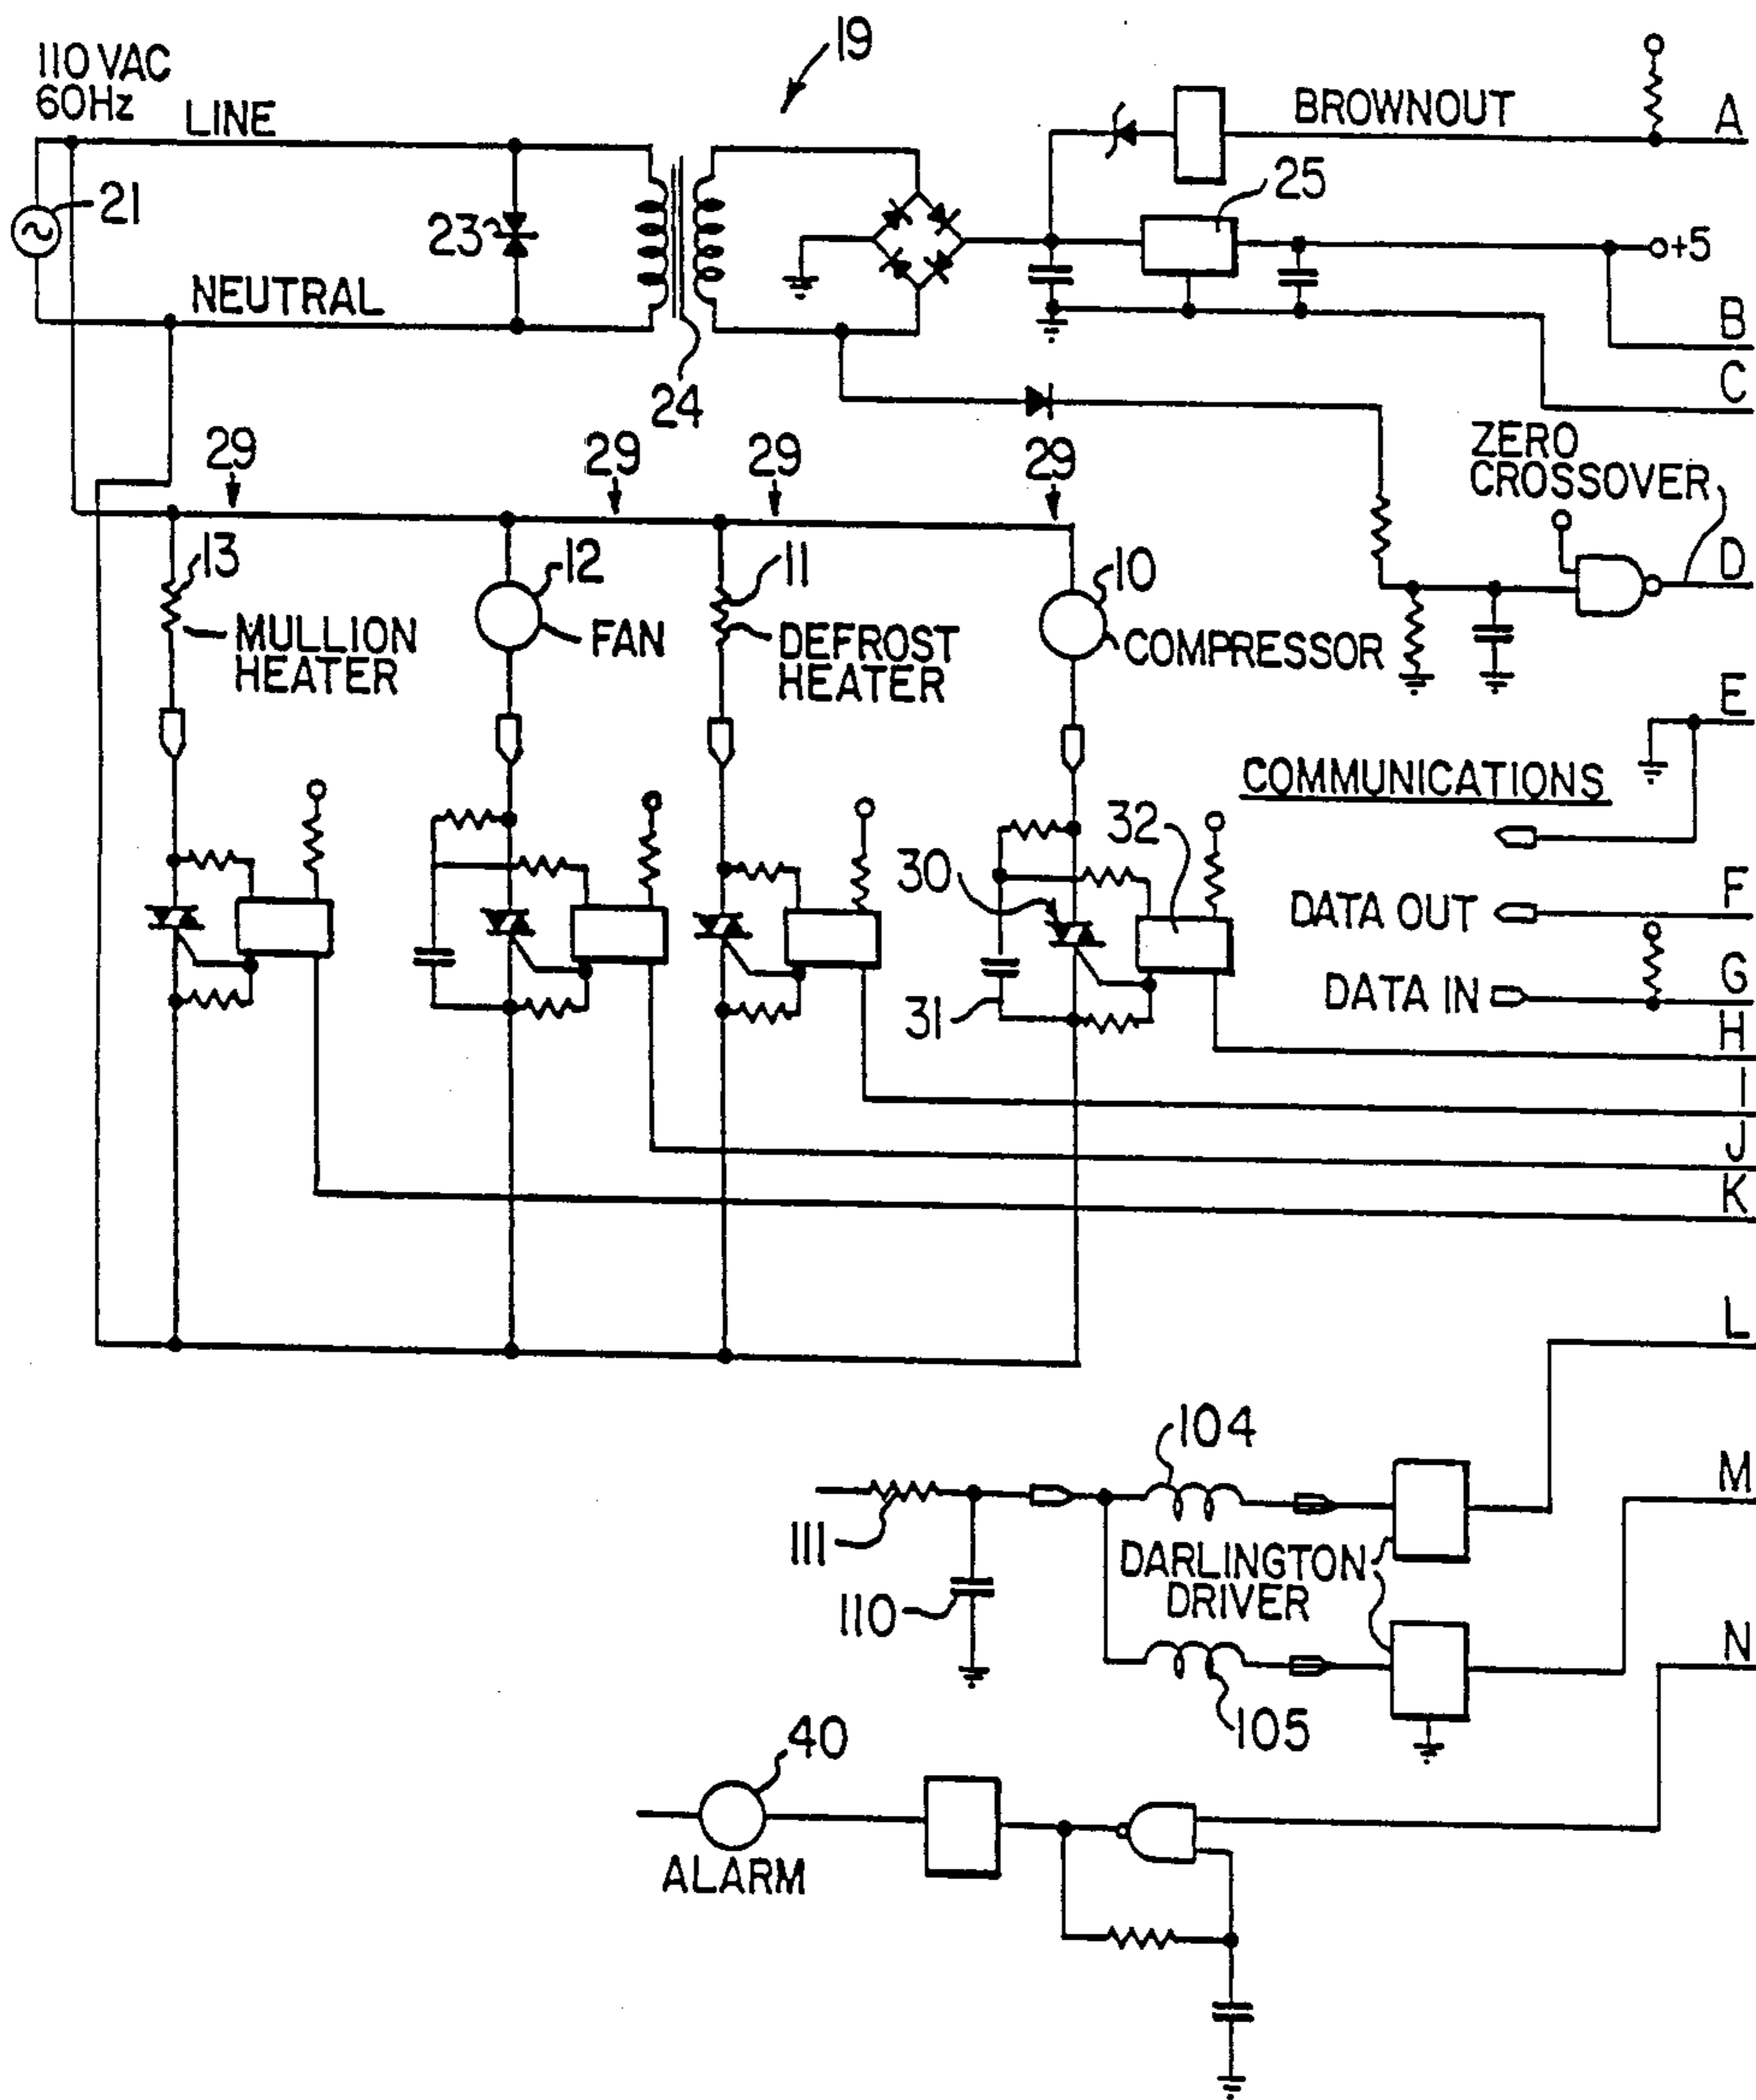 19
110 VAC
60Hz
LINE
BROWNOUT
A
21
23
25
+5
NEUTRAL
B
24
C
29
29
29
29
ZERO
CROSSOVER
13
12
11
10
D
MULLION
HEATER
FAN
DEFROST
HEATER
COMPRESSOR
E
COMMUNICATIONS
32
30
DATA OUT
F
31
DATA IN
G
H
I
J
K
L
104
M
111
DARLINGTON
DRIVER
110
N
105
40
ALARM